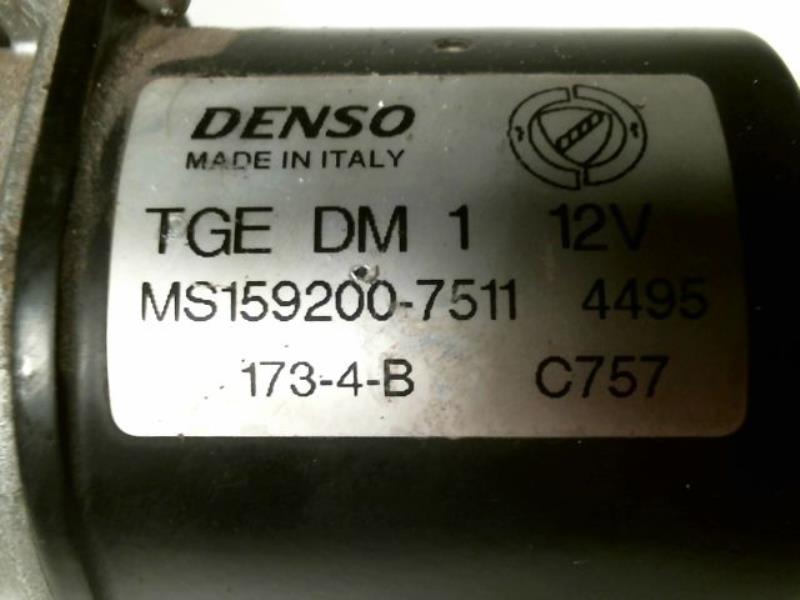 DENSO
MADE IN ITALY
TGE DM 1 12V
MS159200-7511 4495
173-4-B C757